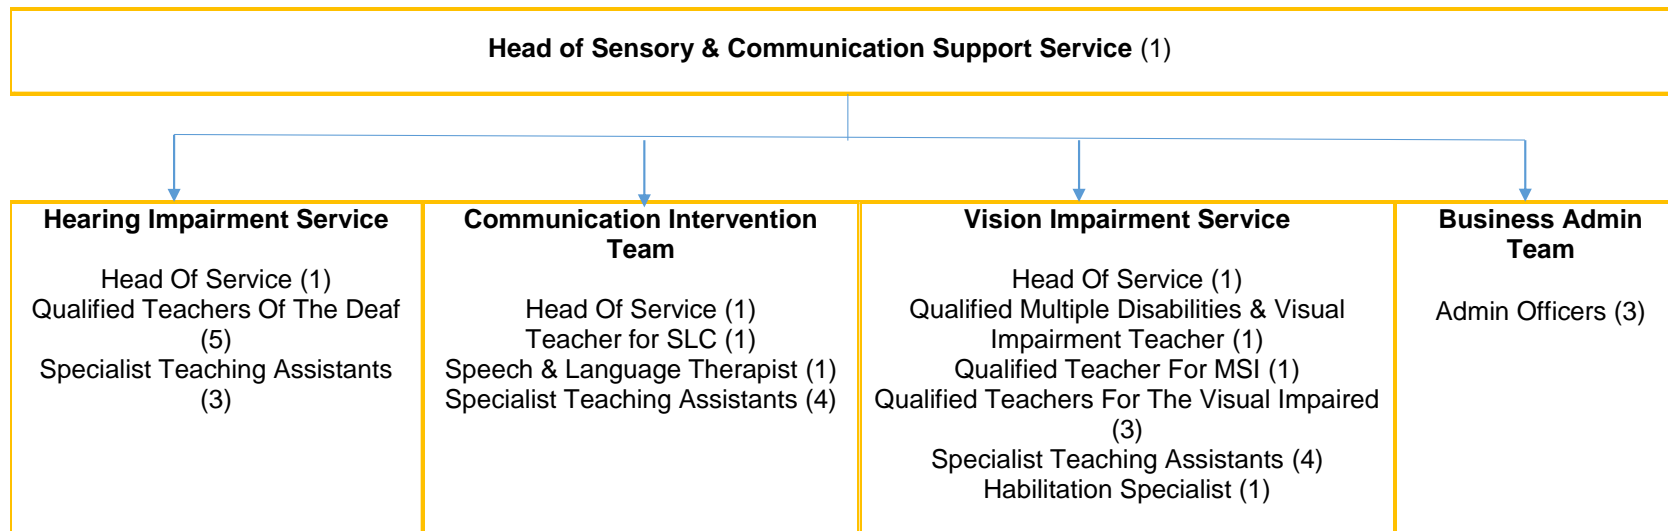 Head of Sensory & Communication Support Service (1)
Hearing Impairment Service
Head Of Service (1)
Qualified Teachers Of The Deaf
(5)
Specialist Teaching Assistants
(3)
Communication Intervention
Team
Head Of Service (1)
Teacher for SLC (1)
Speech & Language Therapist (1)
Specialist Teaching Assistants (4)
Vision Impairment Service
Head Of Service (1)
Qualified Multiple Disabilities & Visual
Impairment Teacher (1)
Qualified Teacher For MSI (1)
Qualified Teachers For The Visual Impaired
(3)
Specialist Teaching Assistants (4)
Habilitation Specialist (1)
Business Admin
Team
Admin Officers (3)